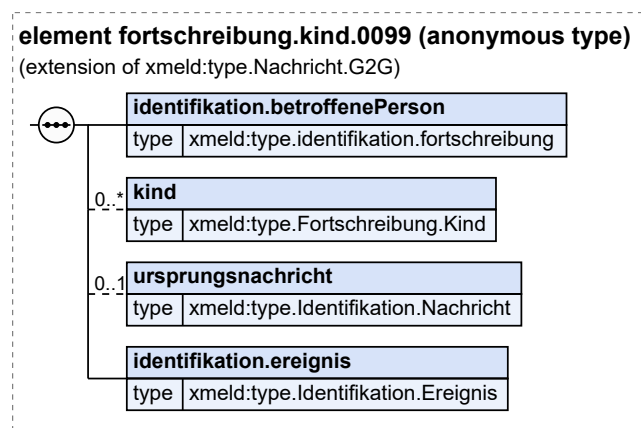 element fortschreibung.kind.0099 (anonymous type)
(extension of xmeld:type.Nachricht.G2G)
identifikation.betroffenePerson
type xmeld:type.identifikation.fortschreibung
0..* kind
type xmeld:type.Fortschreibung.Kind
0..1 ursprungsnachricht
type xmeld:type.Identifikation.Nachricht
identifikation.ereignis
type xmeld:type.Identifikation.Ereignis